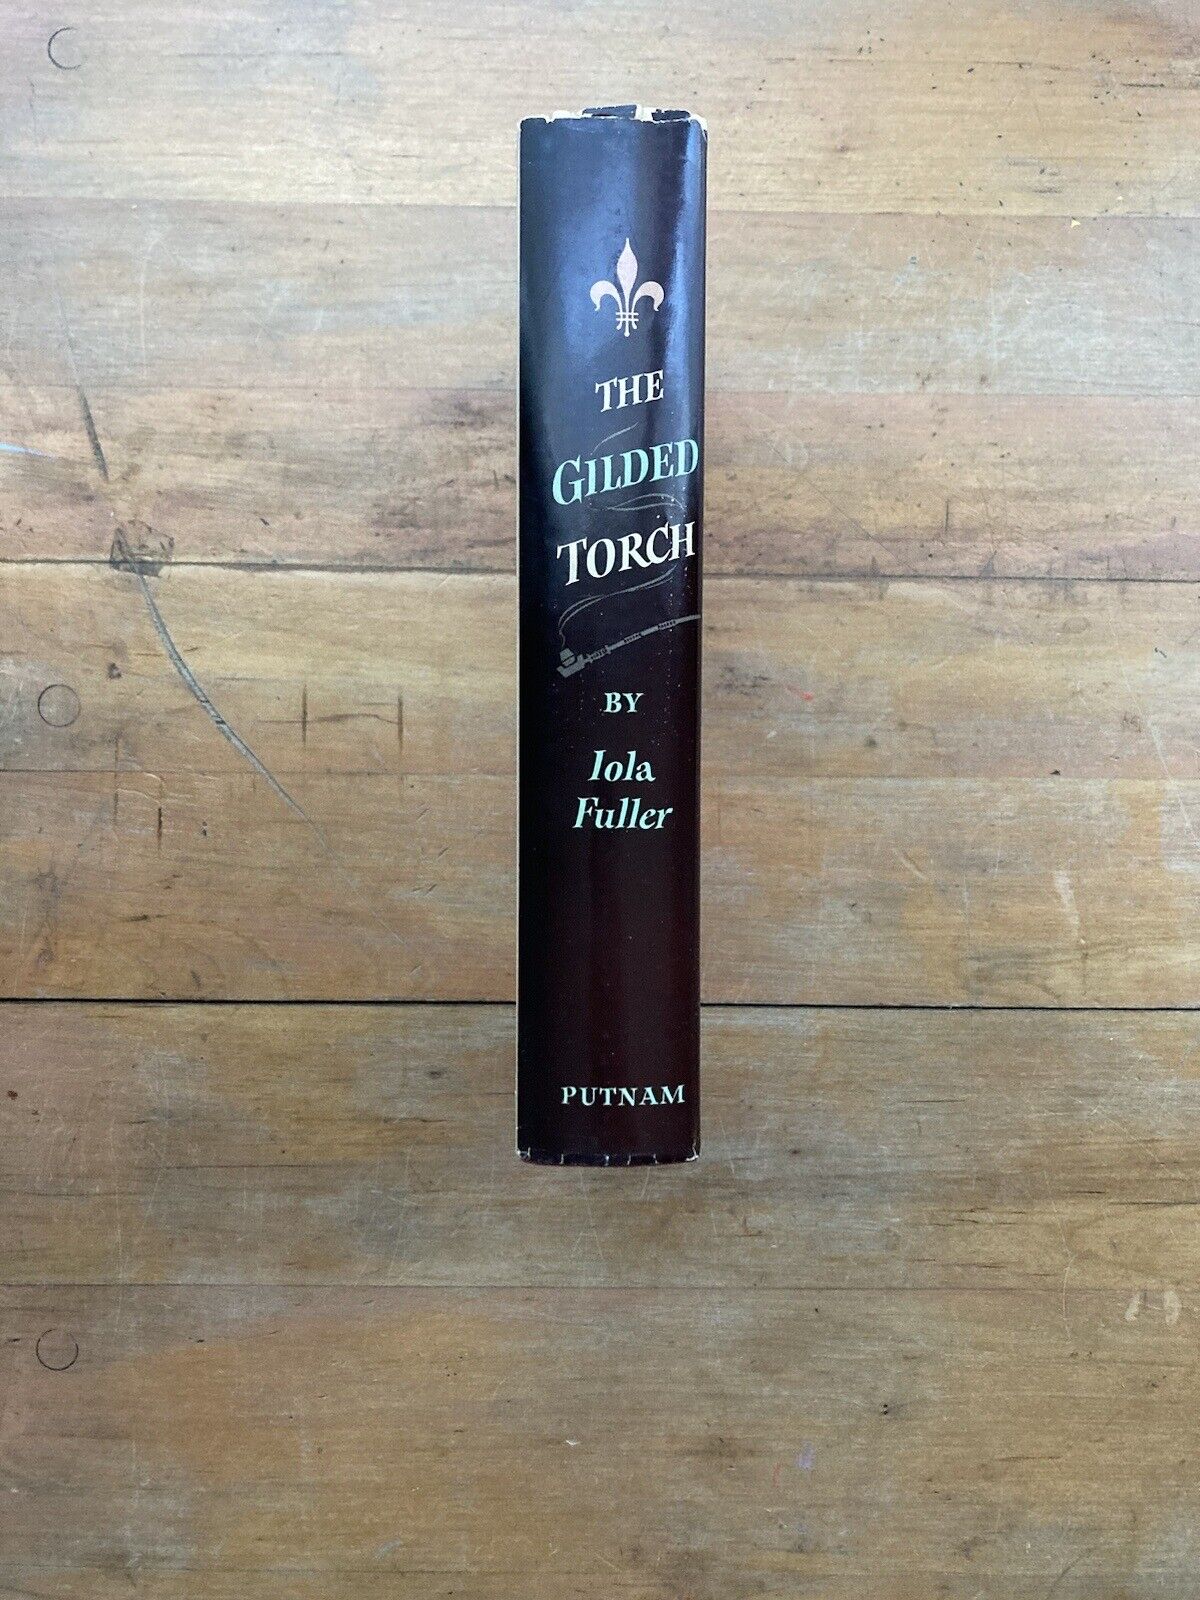 THE
GILDED
TORCH
BY
Iola
Fuller
PUTNAM